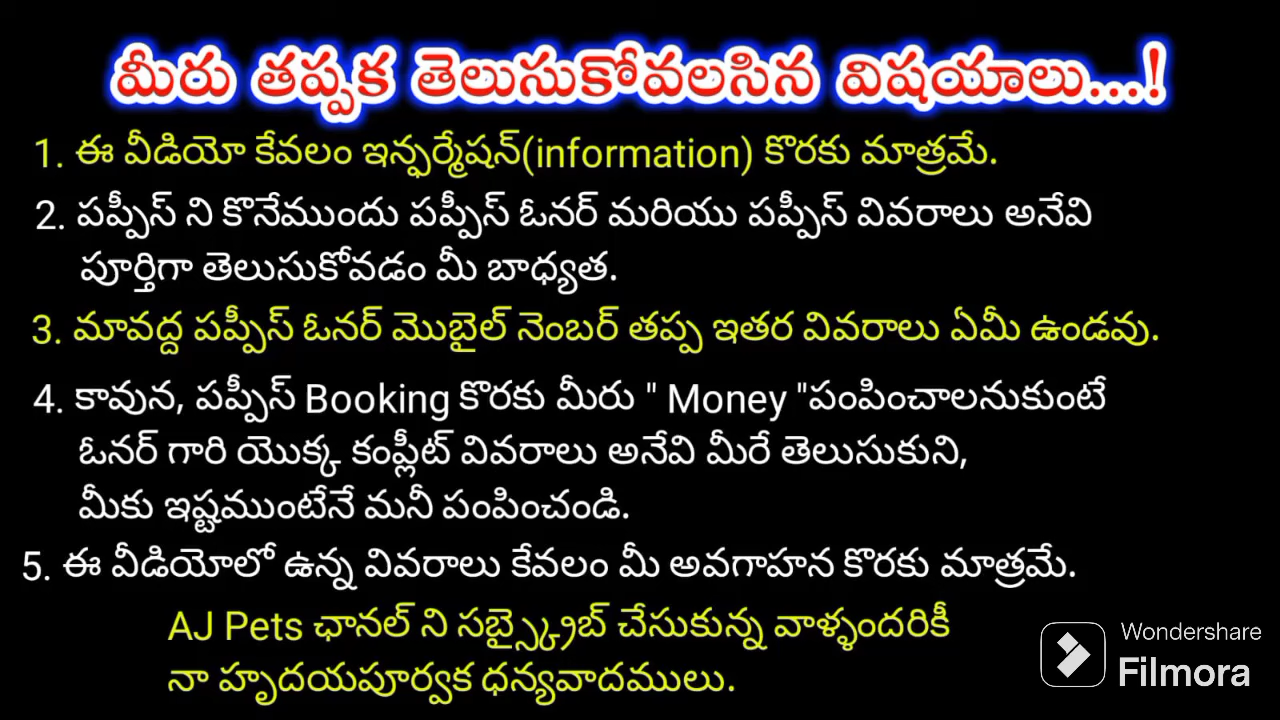 మీరు తప్పక తెలుసుకోవలసిన విషయాలు...!
1. ఈ వీడియో కేవలం ఇన్ఫర్మేషన్(information) కొరకు మాత్రమే.
2. పప్పీస్ ని కొనేముందు పప్పీస్ ఓనర్ మరియు పప్పీస్ వివరాలు అనేవి
పూర్తిగా తెలుసుకోవడం మీ బాధ్యత.
3. మావద్ద పప్పీస్ ఓనర్ మొబైల్ నెంబర్ తప్ప ఇతర వివరాలు ఏమీ ఉండవు.
4. కావున, పప్పీస్ Booking కొరకు మీరు " Money "పంపించాలనుకుంటే
ఓనర్ గారి యొక్క కంప్లీట్ వివరాలు అనేవి మీరే తెలుసుకుని,
మీకు ఇష్టముంటేనే మనీ పంపించండి.
5. ఈ వీడియోలో ఉన్న వివరాలు కేవలం మీ అవగాహన కొరకు మాత్రమే.
AJ Pets ఛానల్ ని సబ్స్క్రైబ్ చేసుకున్న వాళ్ళందరికీ
నా హృదయపూర్వక ధన్యవాదములు.
Wondershare
Filmora